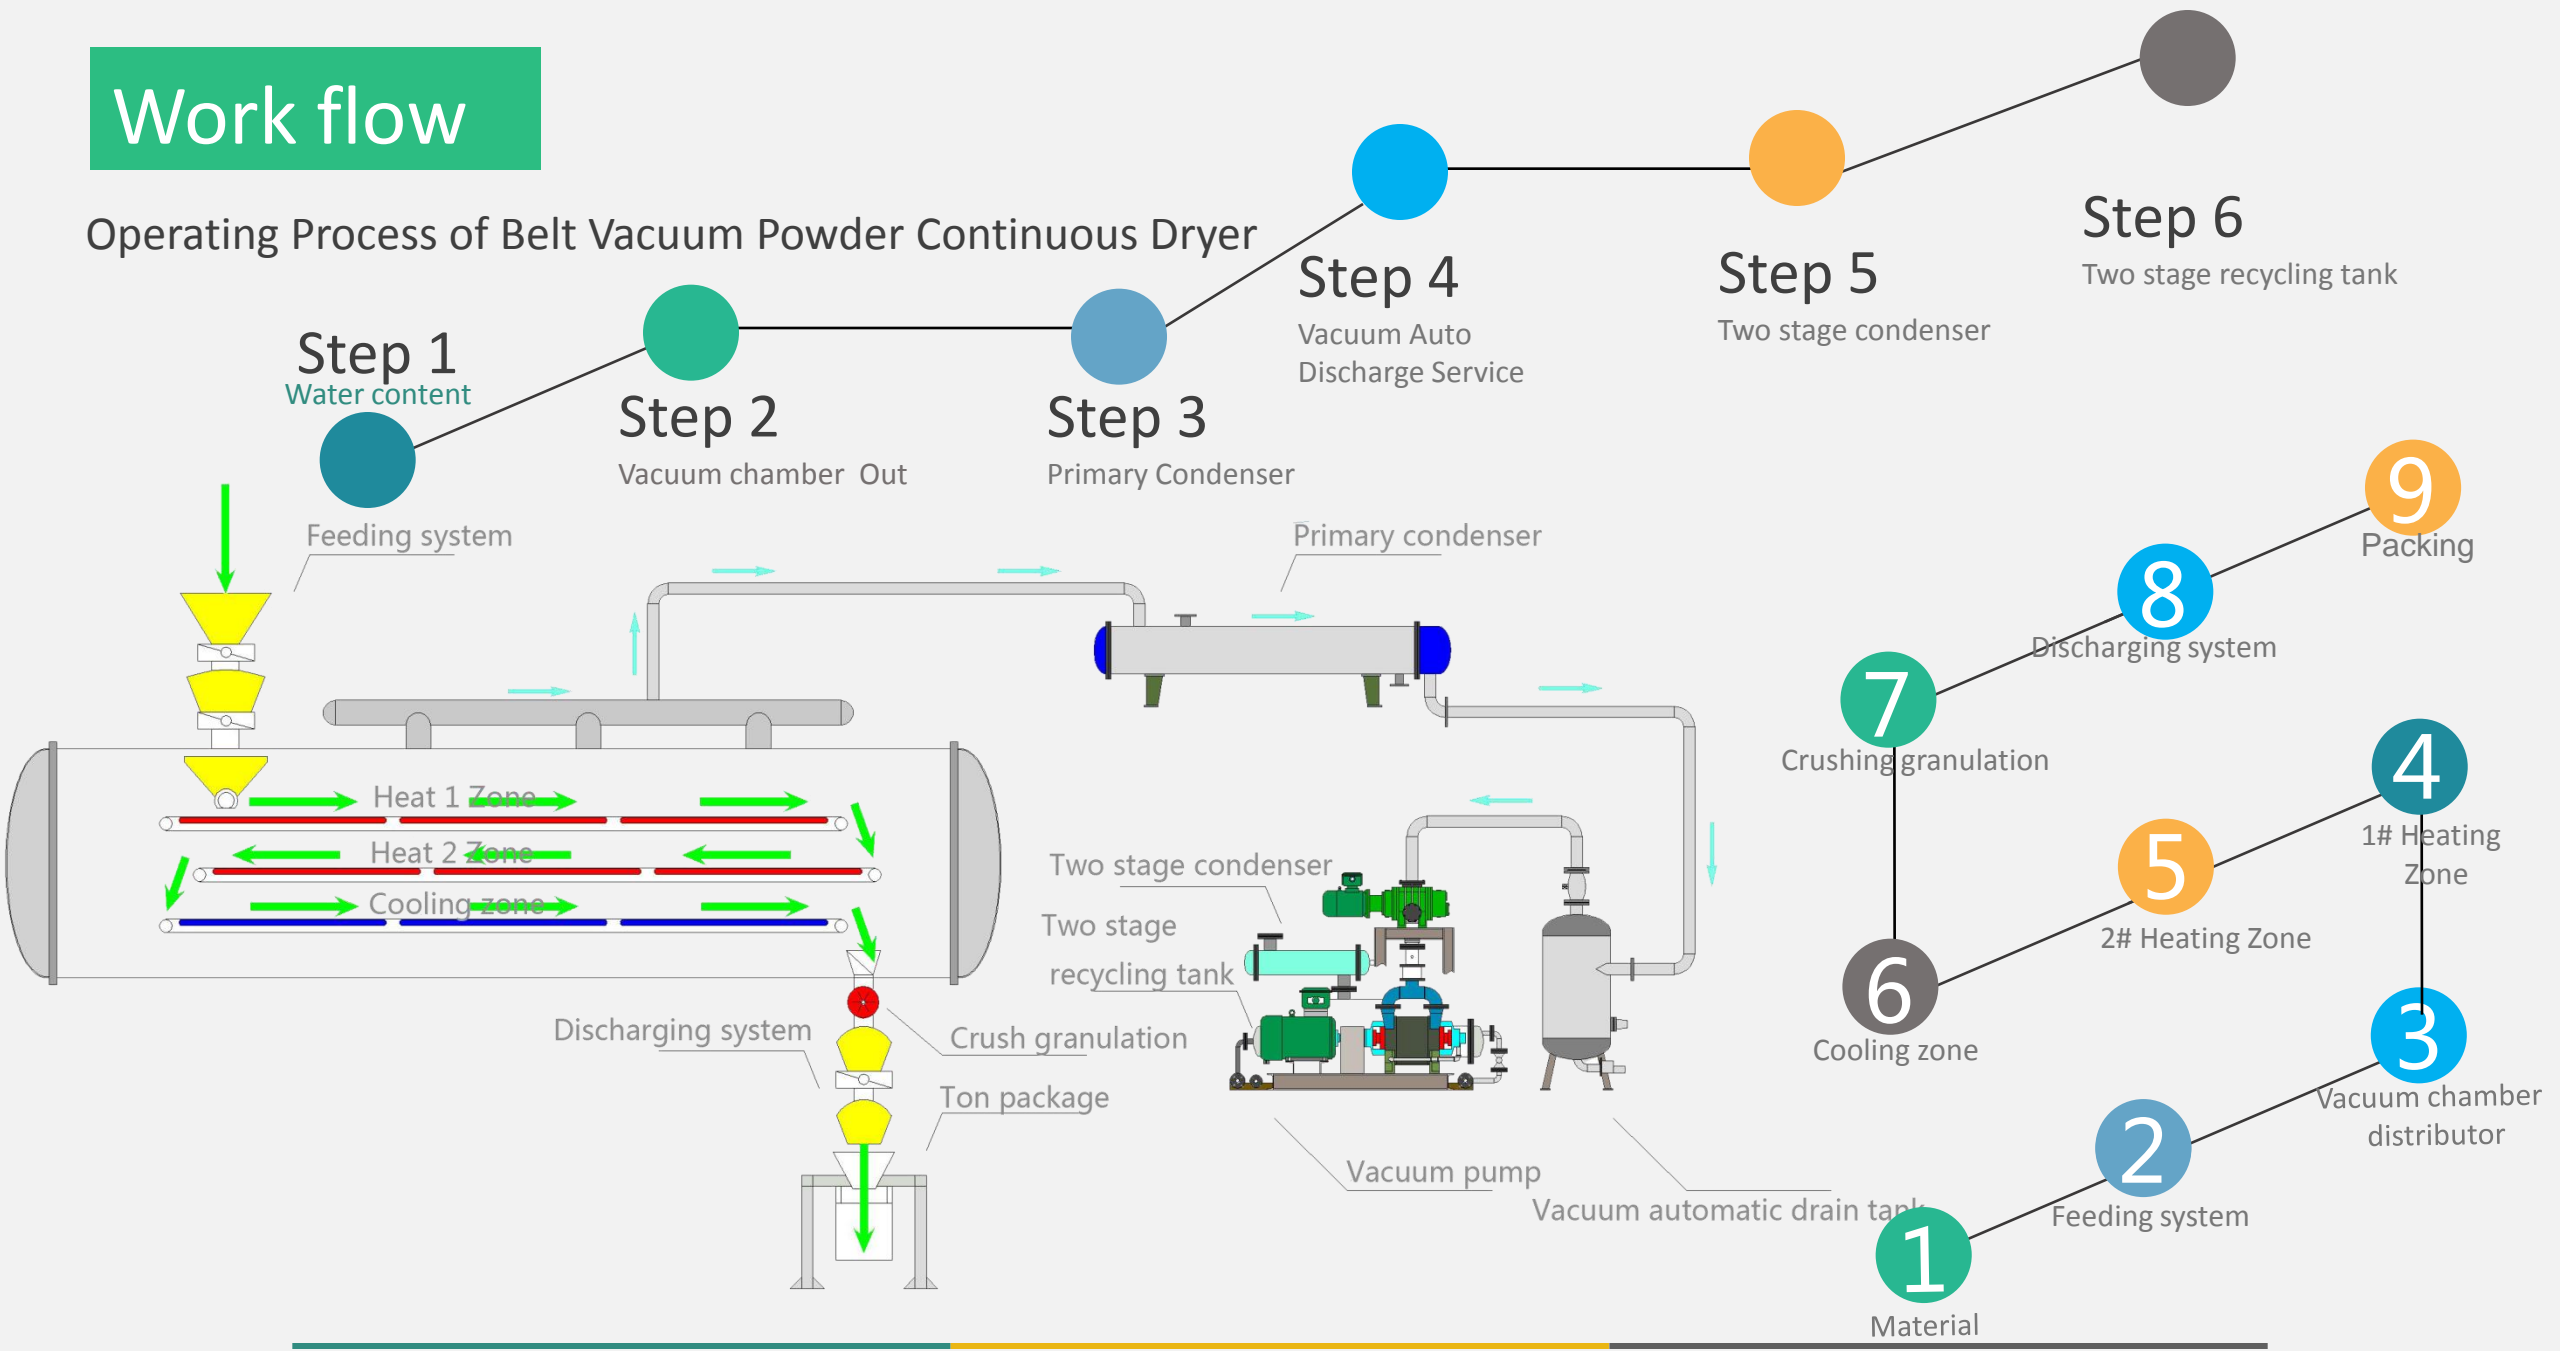 Work flow
Operating Process of Belt Vacuum Powder Continuous Dryer
Step 1
Water content
Step 2
Vacuum chamber Out
Step 3
Primary Condenser
Step 4
Vacuum Auto
Discharge Service
Step 5
Two stage condenser
Step 6
Two stage recycling tank
Feeding system
Primary condenser
Heat 1 Zone
Heat 2 Zone
Cooling zone
Two stage condenser
Two stage
recycling tank
Discharging system
Crush granulation
Ton package
Vacuum pump
Vacuum automatic drain tank
9
Packing
8
Discharging system
7
Crushing granulation
4
1# Heating
Zone
5
2# Heating Zone
6
Cooling zone
3
Vacuum chamber
distributor
2
Feeding system
1
Material